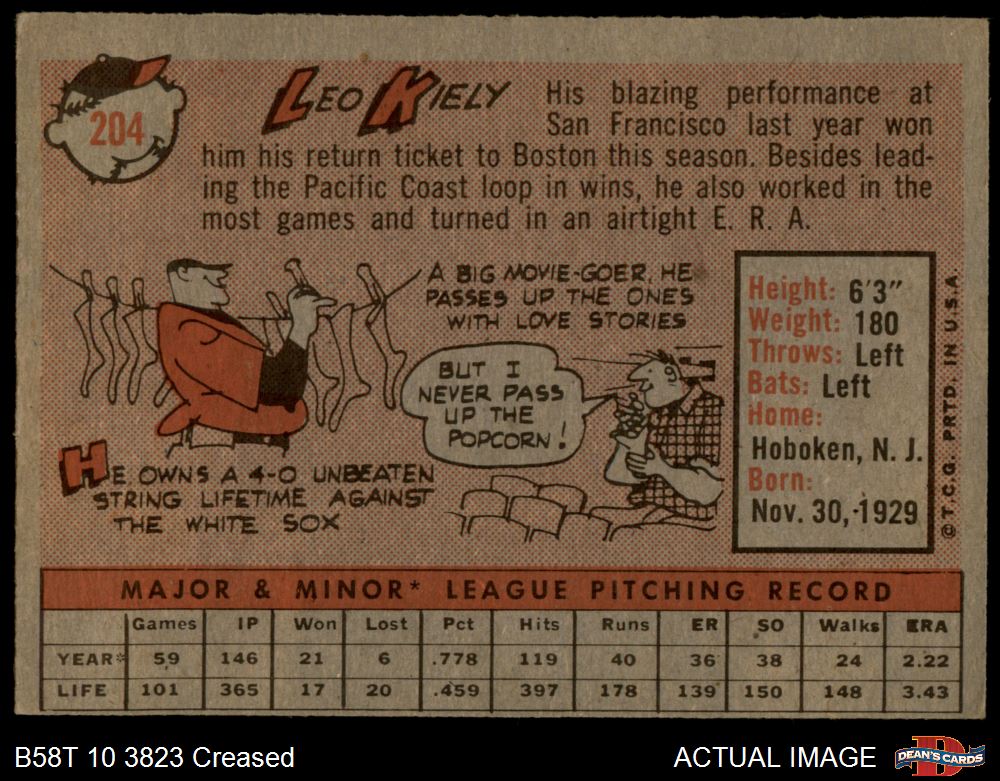 204
LEO KIELY
His blazing performance at
San Francisco last year won
him his return ticket to Boston this season. Besides lead-
ing the Pacific Coast loop in wins, he also worked in the
most games and turned in an airtight E. R. A.
A BIG MOVIE-GOER, HE
PASSES UP THE ONES
WITH LOVE STORIES
BUT I
NEVER PASS
UP THE
POPCORN!
HE OWNS A 4-0 UNBEATEN
STRING LIFETIME AGAINST
THE WHITE SOX
Height: 6'3"
Weight: 180
Throws: Left
Bats: Left
Home:
Hoboken, N. J.
Born:
Nov. 30, 1929
© T.C.G. PRTD. IN U.S.A.
MAJOR & MINOR* LEAGUE PITCHING RECORD
Games IP Won Lost Pct Hits Runs ER SO Walks ERA
YEAR* 59 146 21 6 .778 119 40 36 38 24 2.22
LIFE 101 365 17 20 .459 397 178 139 150 148 3.43
B58T 10 3823 Creased
ACTUAL IMAGE
D
DEAN'S CARDS